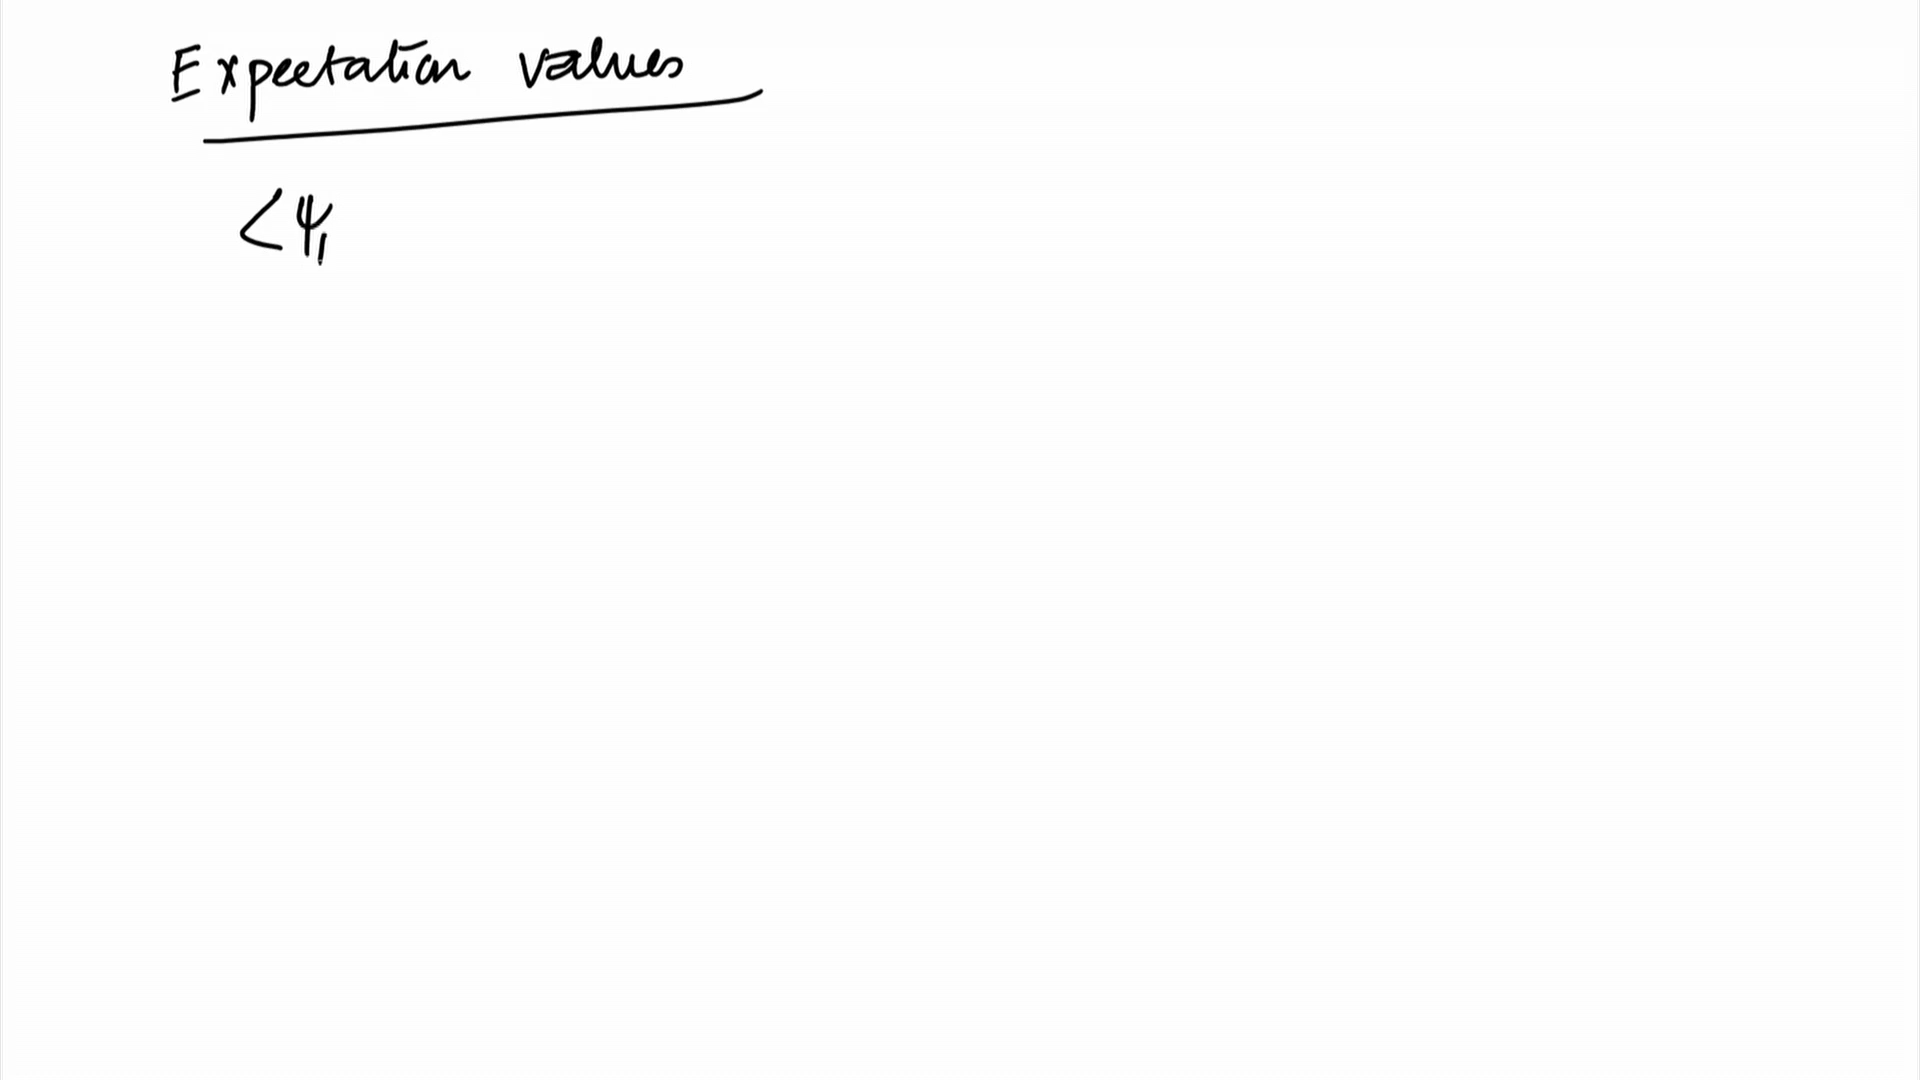 Expectation values
<ψ₁